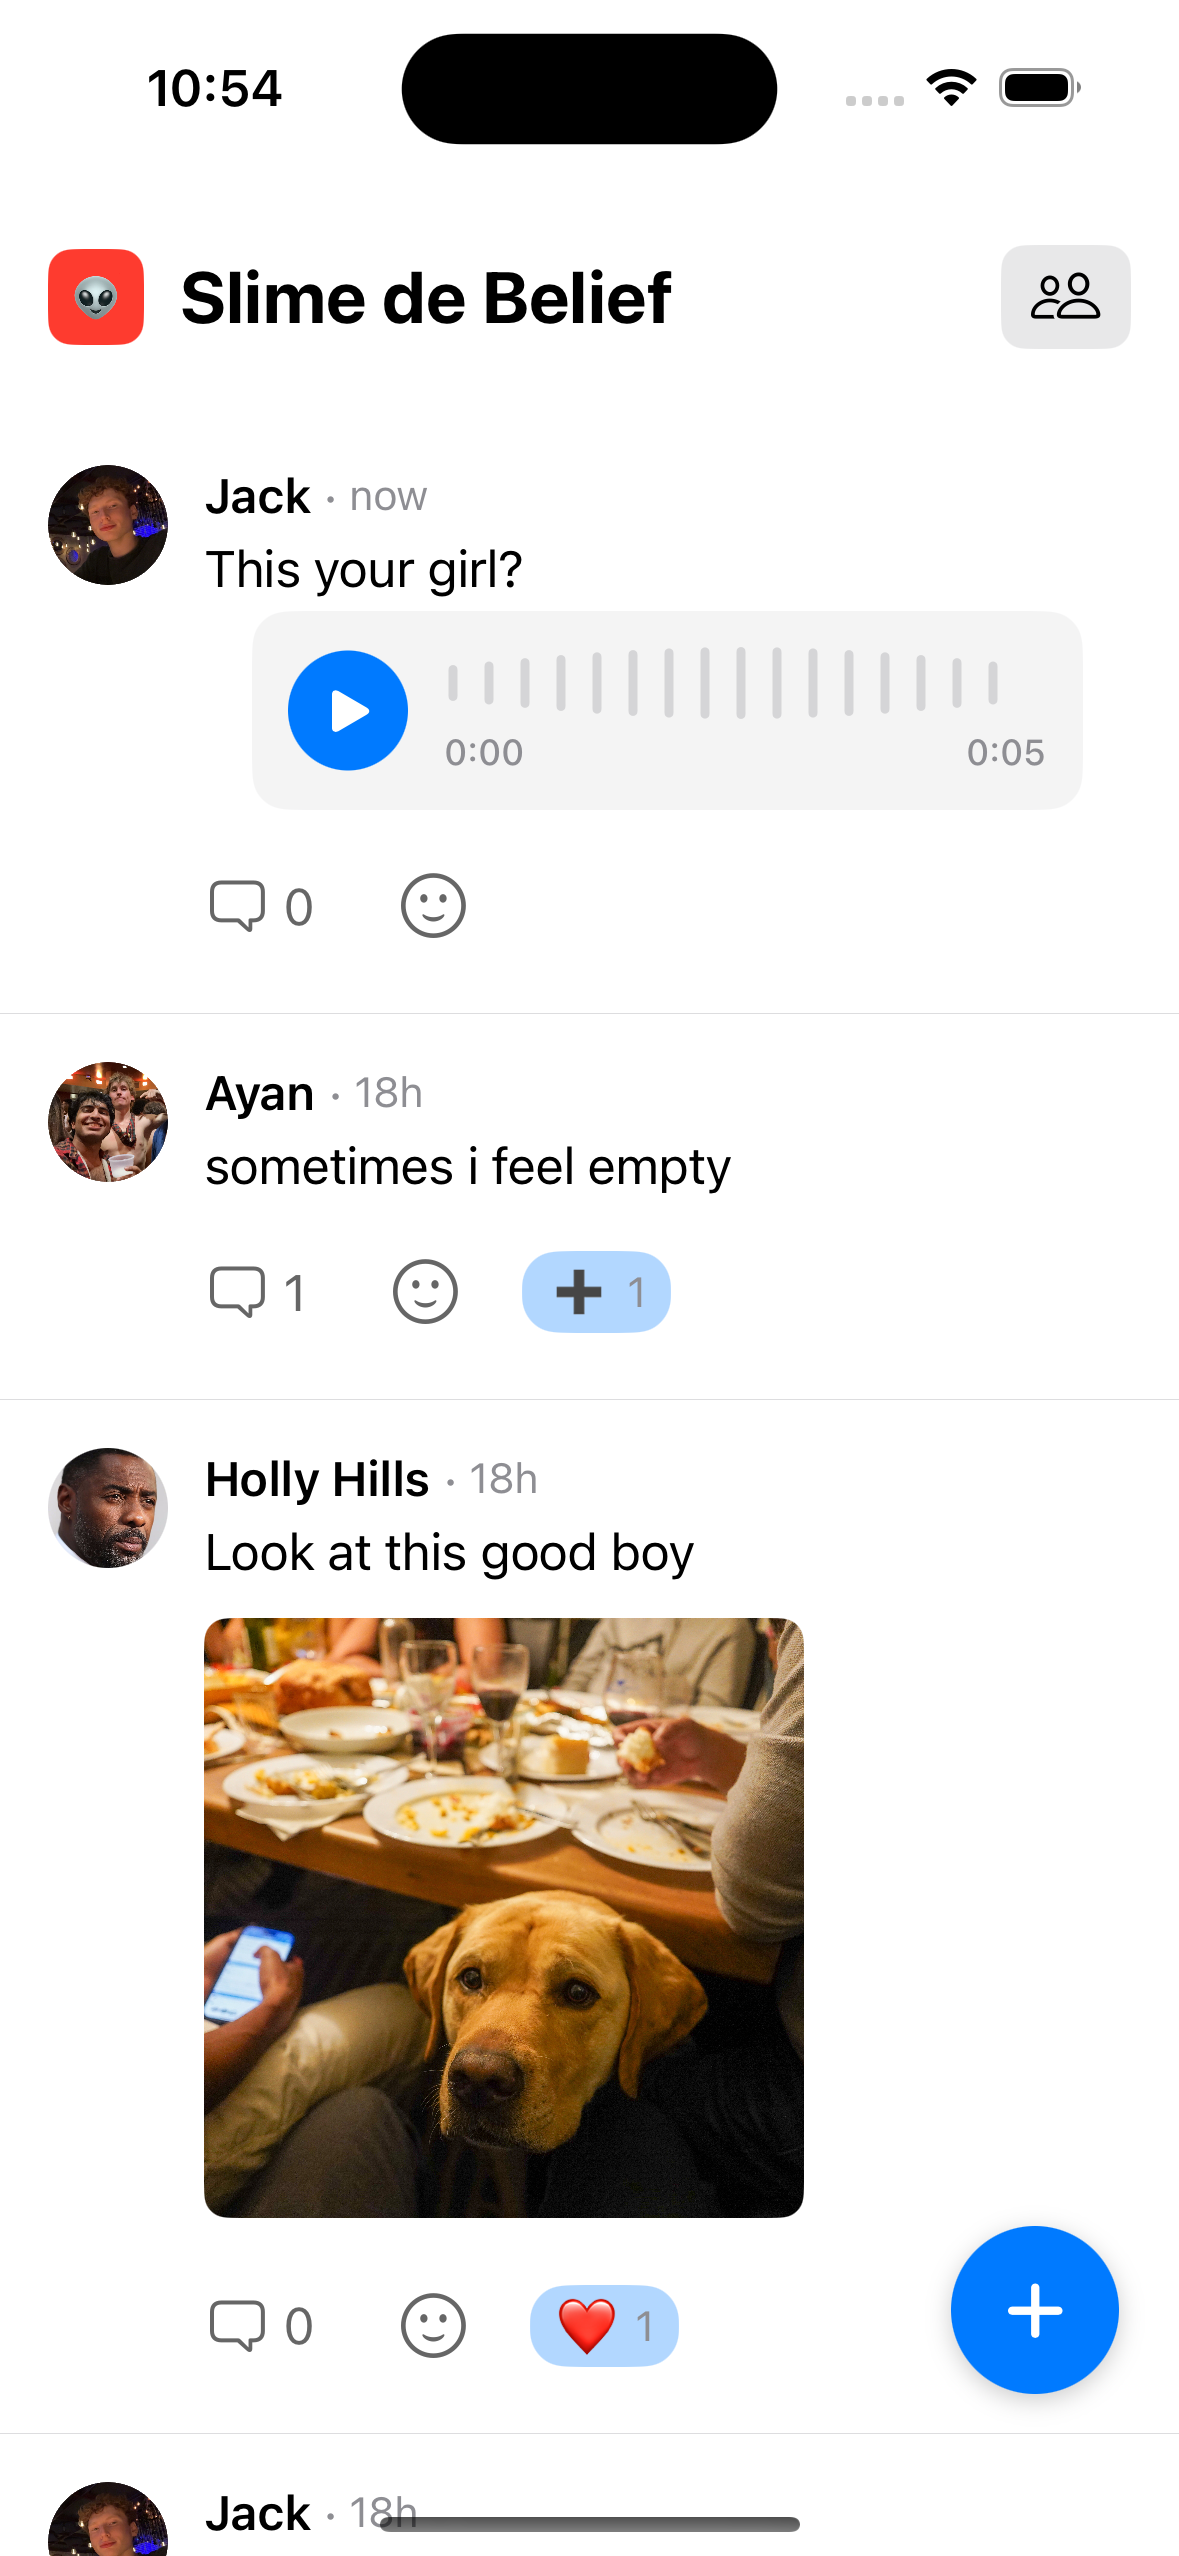 10:54
Slime de Belief
Jack · now
This your girl?
0:00 0:05
0
Ayan · 18h
sometimes i feel empty
1 1
Holly Hills · 18h
Look at this good boy
0 1
Jack · 18h